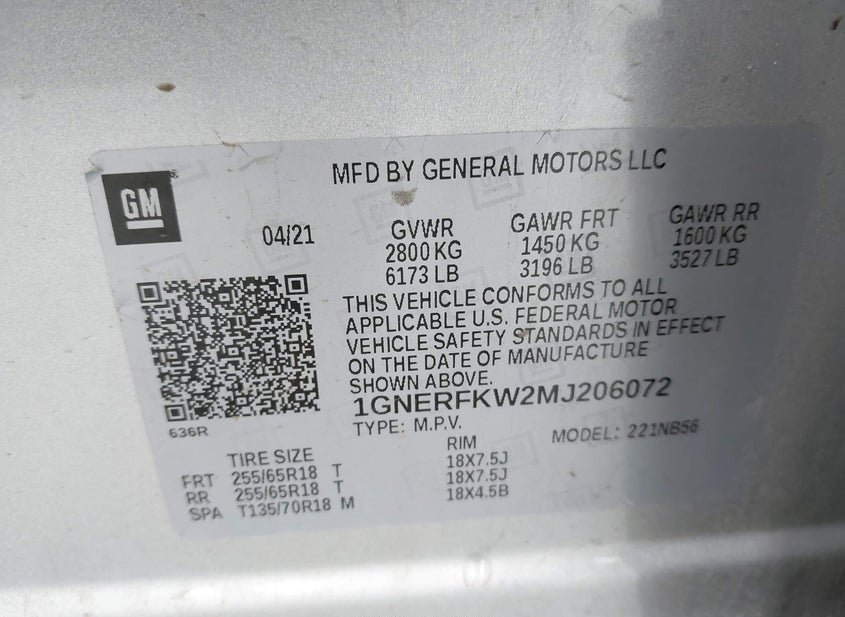 MFD BY GENERAL MOTORS LLC
GM
04/21
GVWR GAWR FRT GAWR RR
2800 KG 1450 KG 1600 KG
6173 LB 3196 LB 3527 LB
THIS VEHICLE CONFORMS TO ALL
APPLICABLE U.S. FEDERAL MOTOR
VEHICLE SAFETY STANDARDS IN EFFECT
ON THE DATE OF MANUFACTURE
SHOWN ABOVE.
1GNERFKW2MJ206072
TYPE: M.P.V. MODEL: 221NB56
636R
TIRE SIZE RIM
FRT 255/65R18 T 18X7.5J
RR 255/65R18 T 18X7.5J
SPA T135/70R18 M 18X4.5B